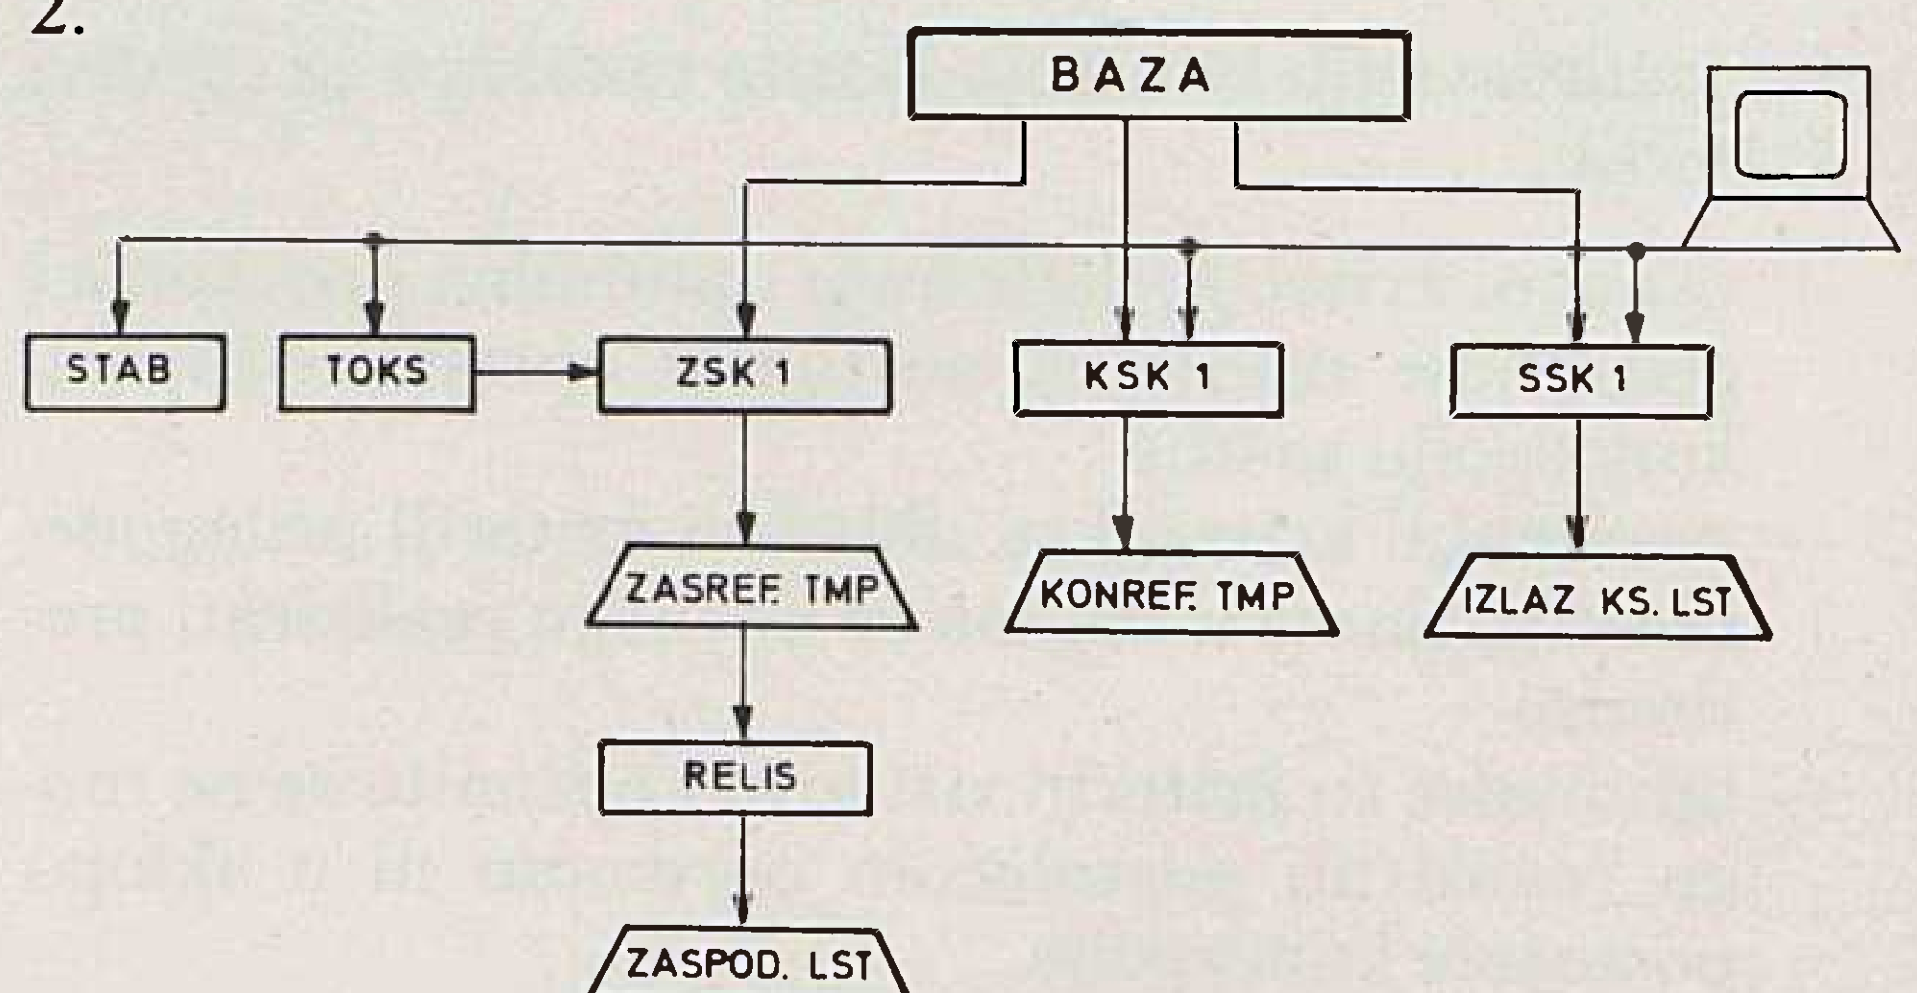 2.
BAZA
STAB
TOKS
ZSK 1
KSK 1
SSK 1
ZASREF. TMP
KONREF. TMP
IZLAZ KS. LST
RELIS
ZASPOD. LST